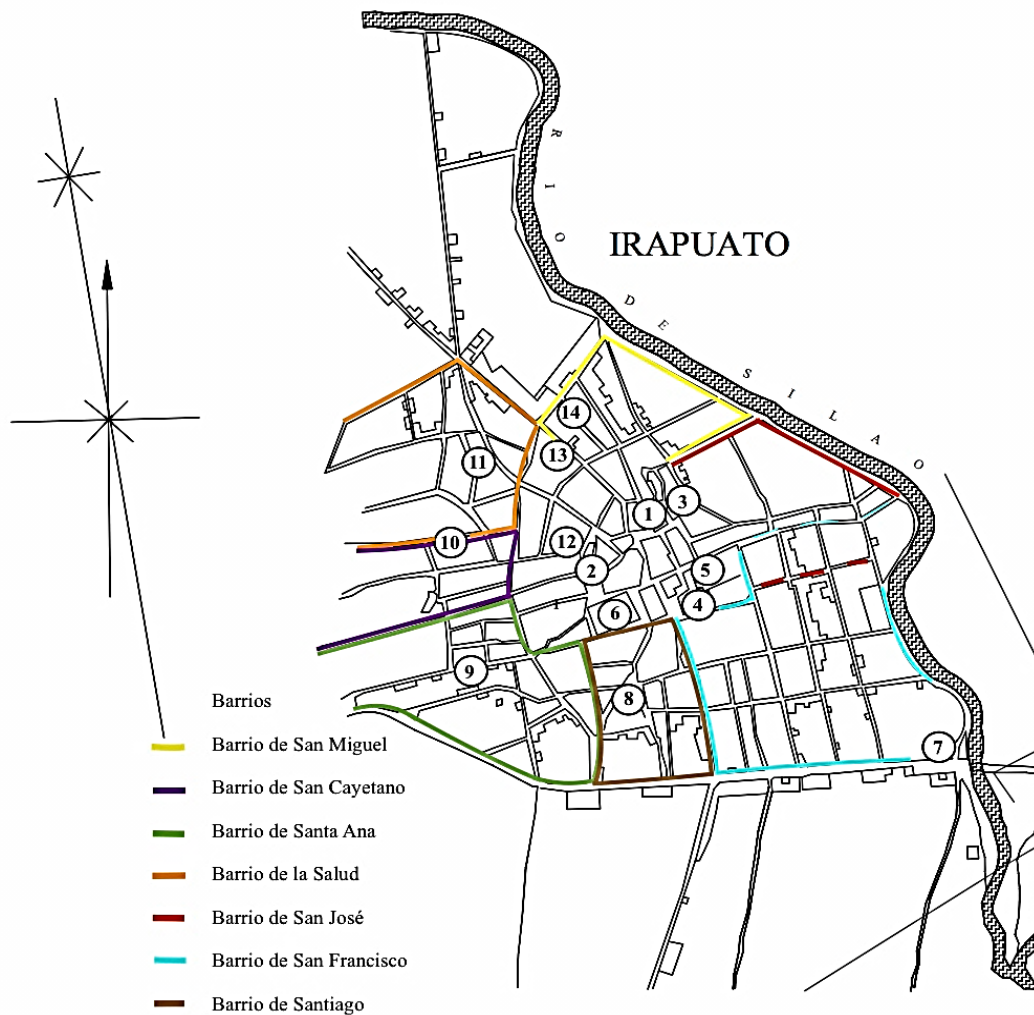 RIO DE SILAO
IRAPUATO
14
13
11
3
1
10
12
2
5
4
6
9
8
7
1
Barrios
Barrio de San Miguel
Barrio de San Cayetano
Barrio de Santa Ana
Barrio de la Salud
Barrio de San José
Barrio de San Francisco
Barrio de Santiago